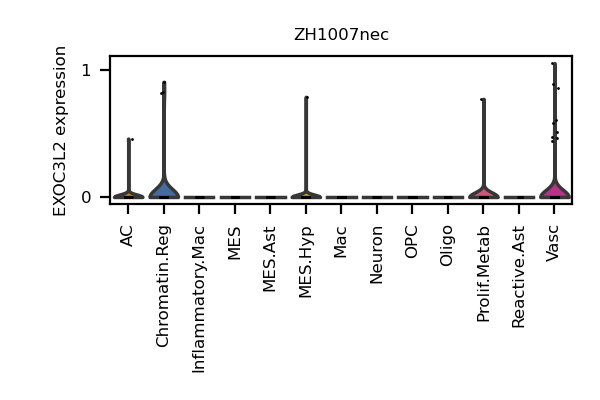 ZH1007nec
EXOC3L2 expression
1
0
AC
Chromatin.Reg
Inflammatory.Mac
MES
MES.Ast
MES.Hyp
Mac
Neuron
OPC
Oligo
Prolif.Metab
Reactive.Ast
Vasc